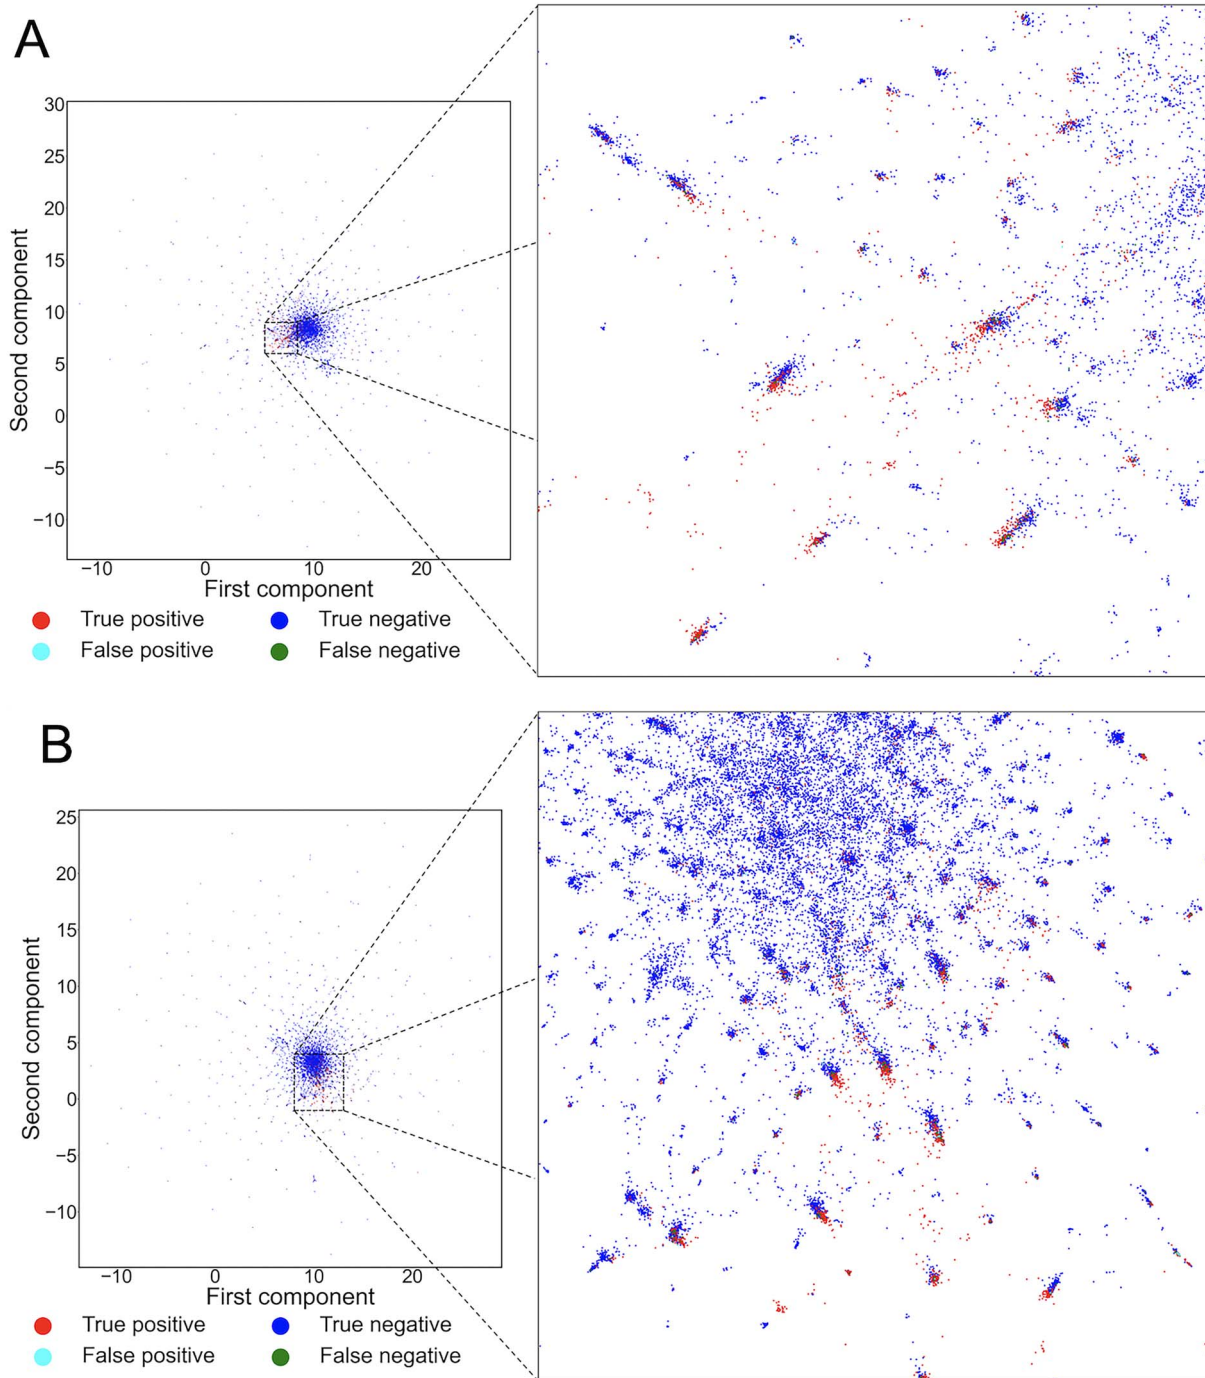 A
30
25
20
15
10
5
0
−5
−10
Second component
−10 0 10 20
First component
True positive True negative
False positive False negative
B
25
20
15
10
5
0
−5
−10
Second component
−10 0 10 20
First component
True positive True negative
False positive False negative